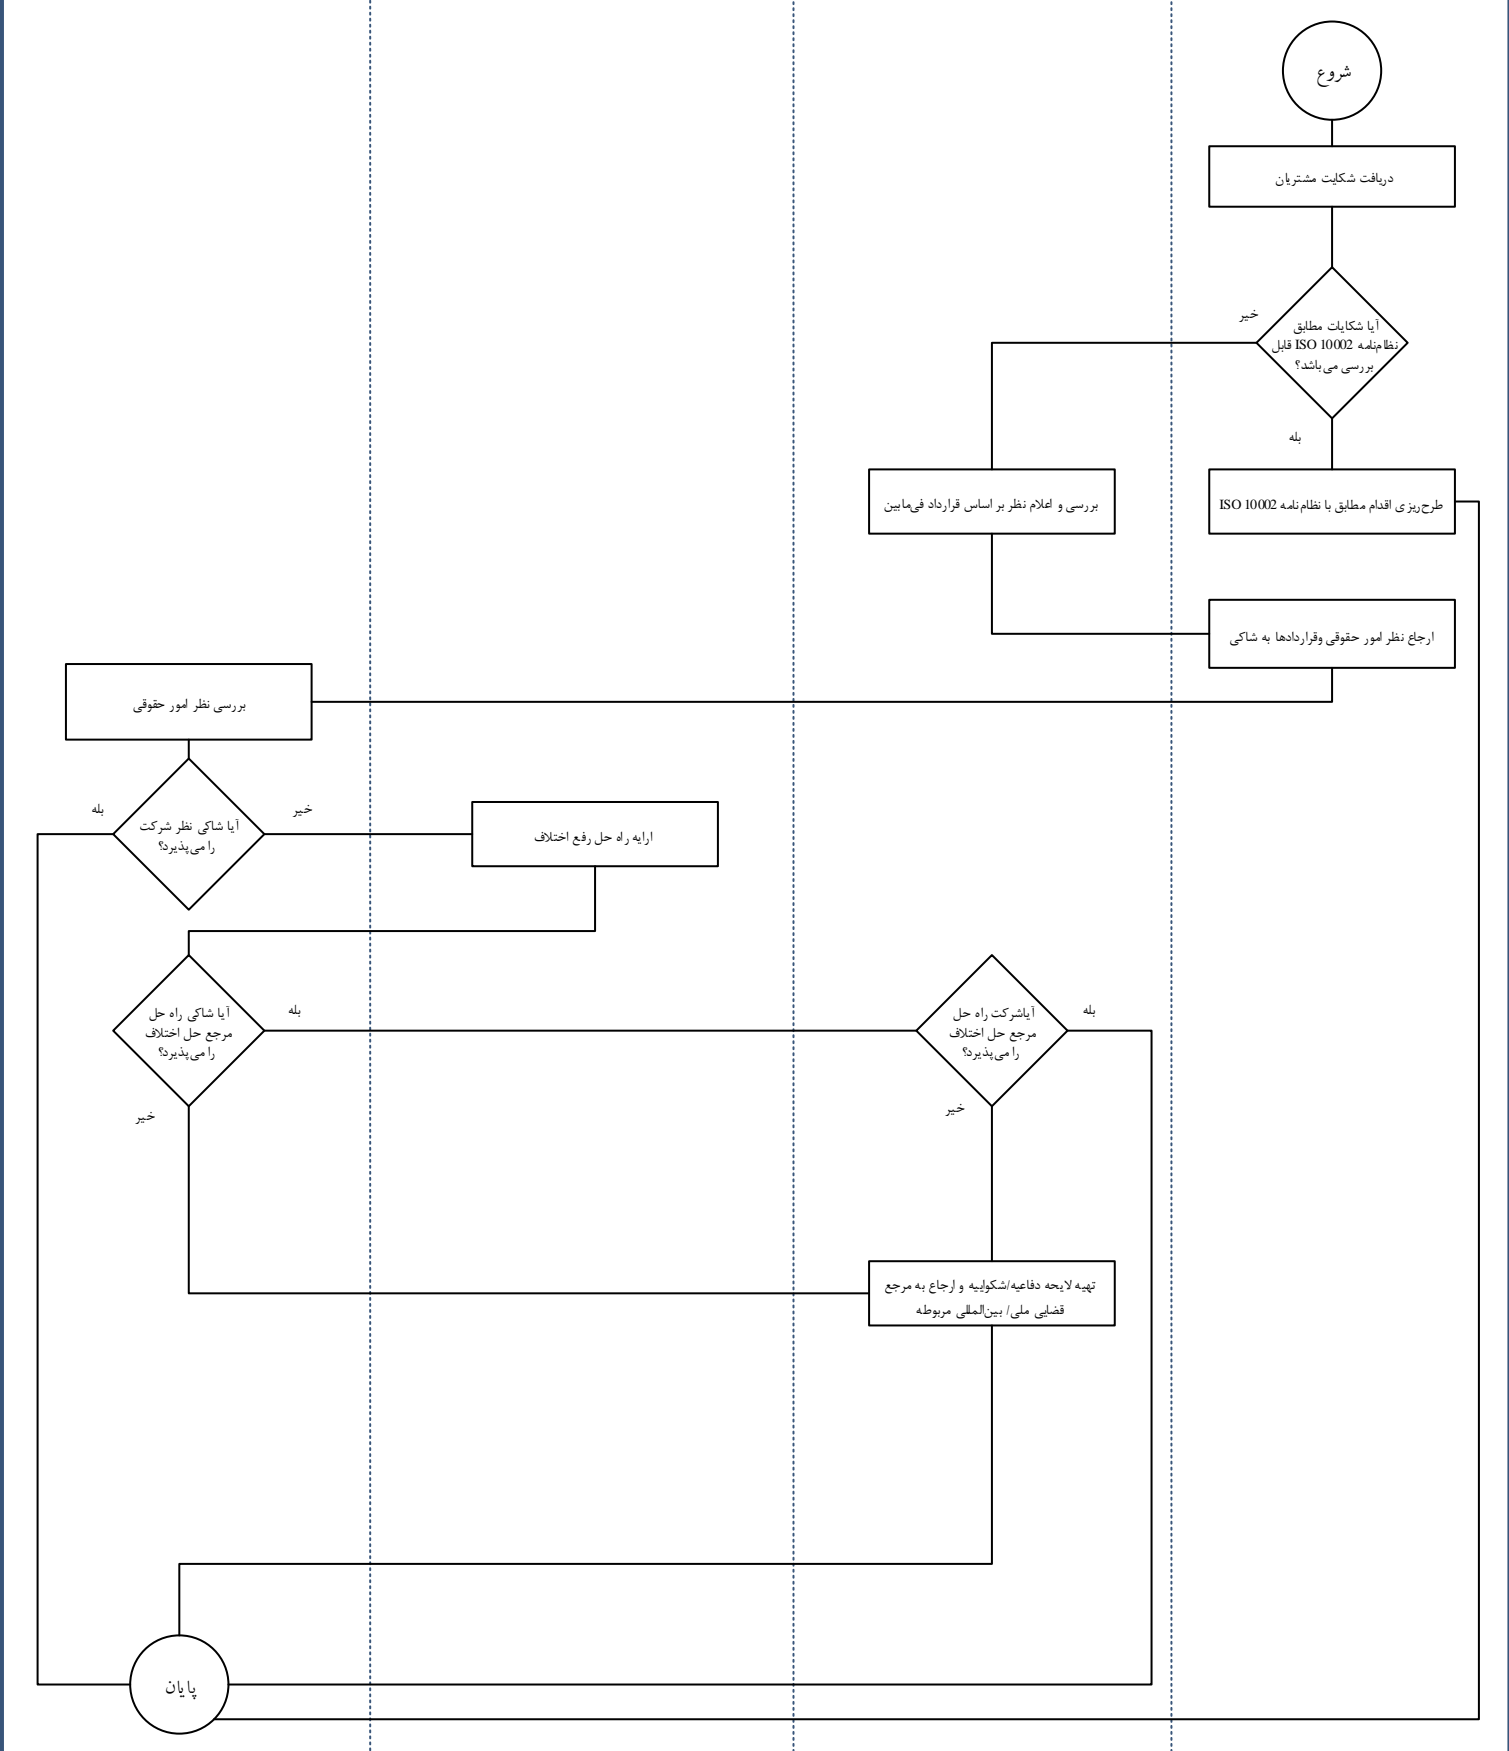 شروع
دریافت شکایت مشتریان
آیا شکایات مطابق
نظام‌نامه ISO 10002 قابل
بررسی می‌باشد؟
خیر
بله
بررسی و اعلام نظر بر اساس قرارداد فی‌مابین
طرح‌ریزی اقدام مطابق با نظام‌نامه ISO 10002
ارجاع نظر امور حقوقی وقراردادها به شاکی
بررسی نظر امور حقوقی
آیا شاکی نظر شرکت
را می‌پذیرد؟
بله
خیر
ارایه راه حل رفع اختلاف
آیا شاکی راه حل
مرجع حل اختلاف
را می‌پذیرد؟
بله
خیر
آیاشرکت راه حل
مرجع حل اختلاف
را می‌پذیرد؟
بله
خیر
تهیه لایحه دفاعیه/شکواییه و ارجاع به مرجع
قضایی ملی/ بین‌المللی مربوطه
پایان